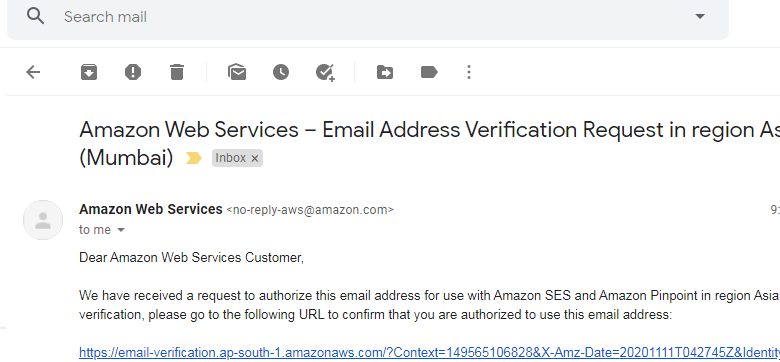 Search mail
Amazon Web Services – Email Address Verification Request in region As
(Mumbai) Inbox ×
Amazon Web Services <no-reply-aws@amazon.com> 9:
to me
Dear Amazon Web Services Customer,
We have received a request to authorize this email address for use with Amazon SES and Amazon Pinpoint in region Asia
verification, please go to the following URL to confirm that you are authorized to use this email address:
https://email-verification.ap-south-1.amazonaws.com/?Context=149565106828&X-Amz-Date=20201111T042745Z&Identi